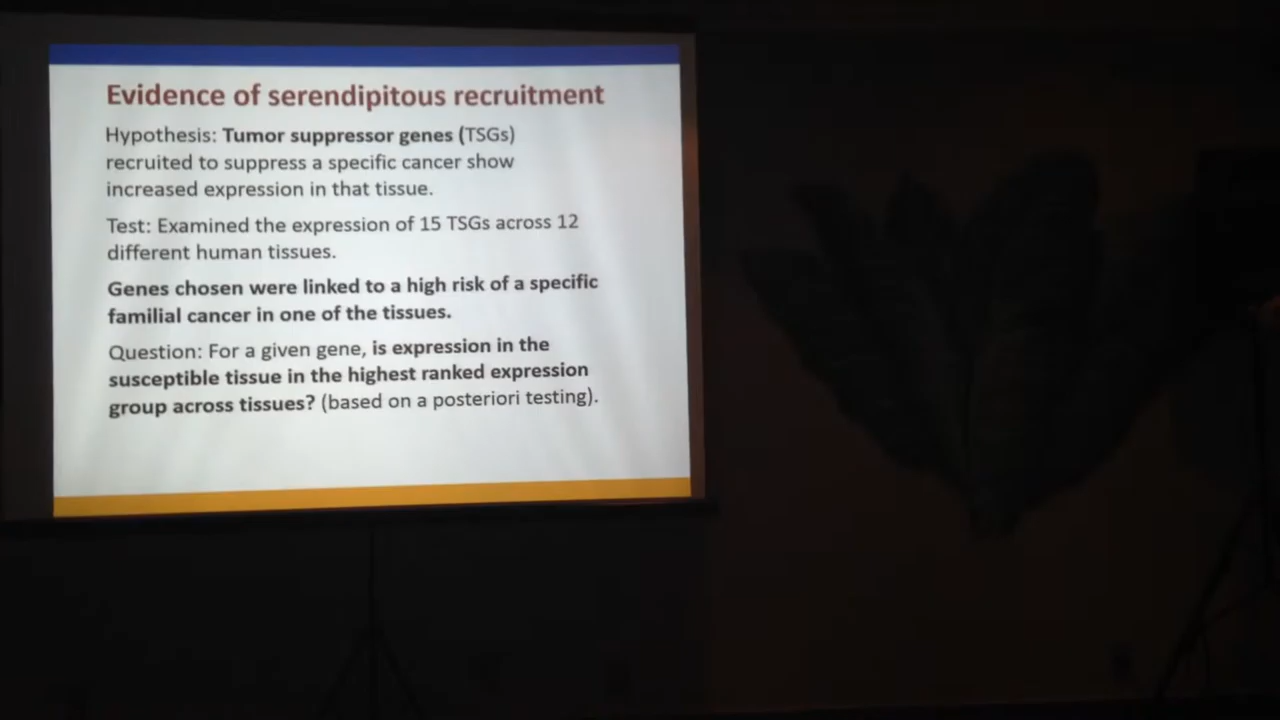 Evidence of serendipitous recruitment
Hypothesis: Tumor suppressor genes (TSGs)
recruited to suppress a specific cancer show
increased expression in that tissue.
Test: Examined the expression of 15 TSGs across 12
different human tissues.
Genes chosen were linked to a high risk of a specific
familial cancer in one of the tissues.
Question: For a given gene, is expression in the
susceptible tissue in the highest ranked expression
group across tissues? (based on a posteriori testing).